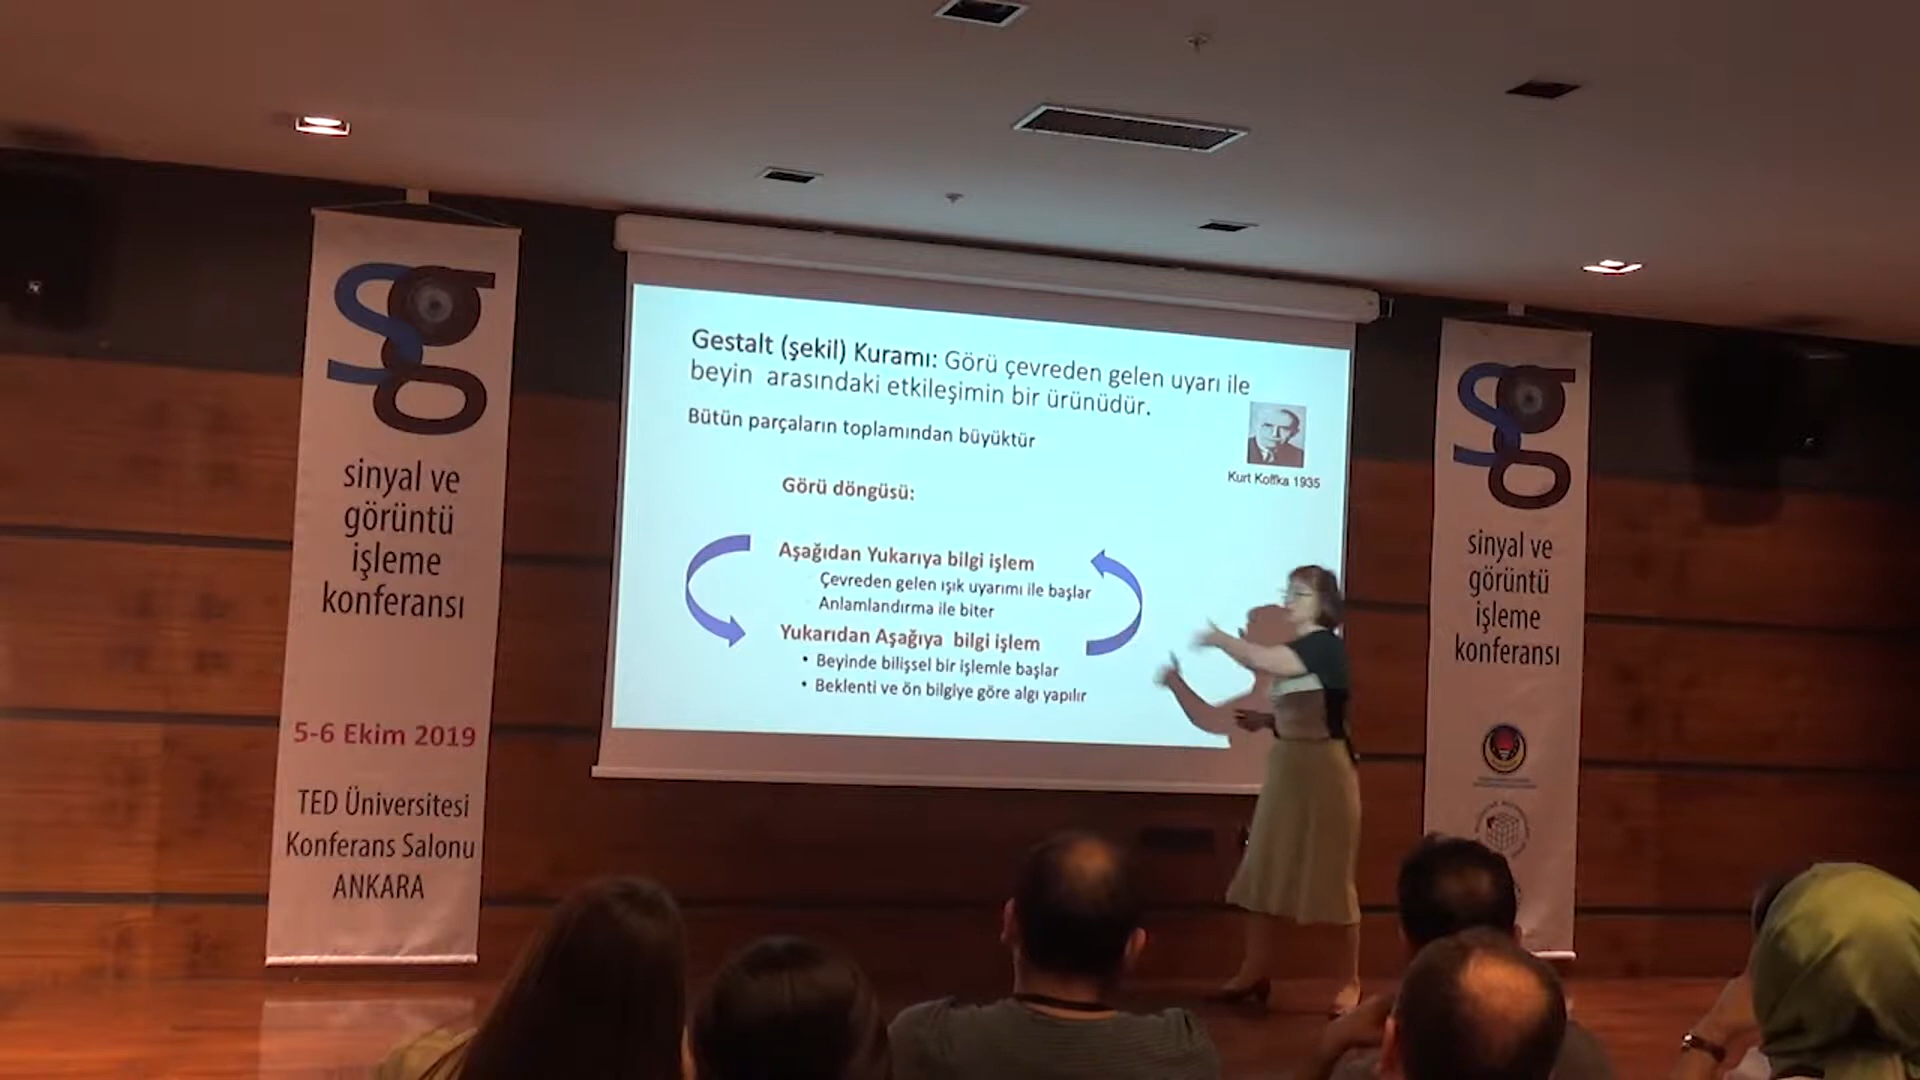 sg
sinyal ve
görüntü
işleme
konferansı
5-6 Ekim 2019
TED Üniversitesi
Konferans Salonu
ANKARA
Gestalt (şekil) Kuramı: Görü çevreden gelen uyarı ile
beyin arasındaki etkileşimin bir ürünüdür.
Bütün parçaların toplamından büyüktür
Kurt Koffka 1935
Görü döngüsü:
Aşağıdan Yukarıya bilgi işlem
Çevreden gelen ışık uyarımı ile başlar
Anlamlandırma ile biter
Yukarıdan Aşağıya bilgi işlem
• Beyinde bilişsel bir işlemle başlar
• Beklenti ve ön bilgiye göre algı yapılır
sg
sinyal ve
görüntü
işleme
konferansı